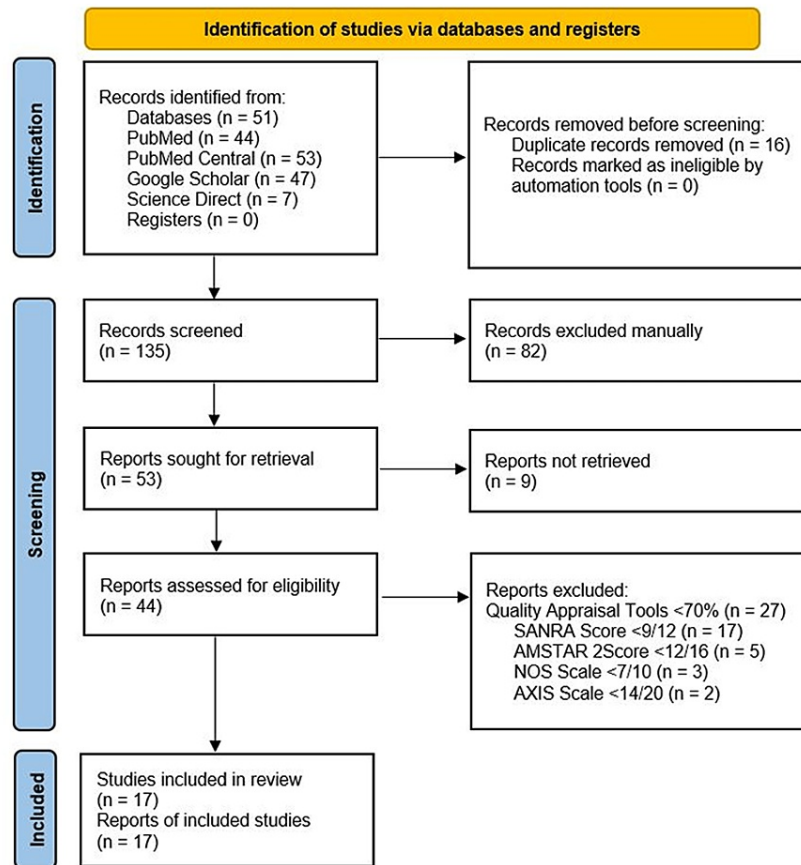 Identification of studies via databases and registers
Identification
Records identified from:
Databases (n = 51)
PubMed (n = 44)
PubMed Central (n = 53)
Google Scholar (n = 47)
Science Direct (n = 7)
Registers (n = 0)
Records removed before screening:
Duplicate records removed (n = 16)
Records marked as ineligible by
automation tools (n = 0)
Screening
Records screened
(n = 135)
Records excluded manually
(n = 82)
Reports sought for retrieval
(n = 53)
Reports not retrieved
(n = 9)
Reports assessed for eligibility
(n = 44)
Reports excluded:
Quality Appraisal Tools <70% (n = 27)
SANRA Score <9/12 (n = 17)
AMSTAR 2Score <12/16 (n = 5)
NOS Scale <7/10 (n = 3)
AXIS Scale <14/20 (n = 2)
Included
Studies included in review
(n = 17)
Reports of included studies
(n = 17)